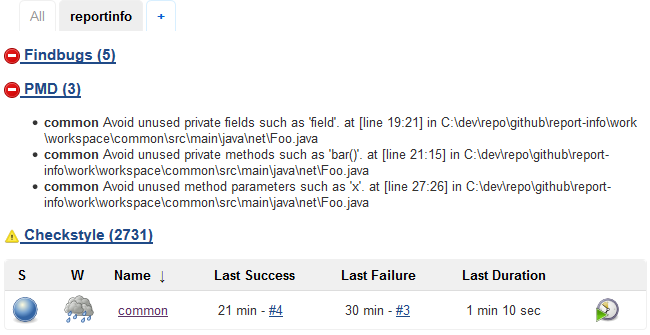 All reportinfo +
Findbugs (5)
PMD (3)
• common Avoid unused private fields such as 'field'. at [line 19:21] in C:\dev\repo\github\report-info\work
\workspace\common\src\main\java\net\Foo.java
• common Avoid unused private methods such as 'bar()'. at [line 21:15] in C:\dev\repo\github\report-
info\work\workspace\common\src\main\java\net\Foo.java
• common Avoid unused method parameters such as 'x'. at [line 27:26] in C:\dev\repo\github\report-
info\work\workspace\common\src\main\java\net\Foo.java
Checkstyle (2731)
S W Name ↓ Last Success Last Failure Last Duration
common 21 min - #4 30 min - #3 1 min 10 sec